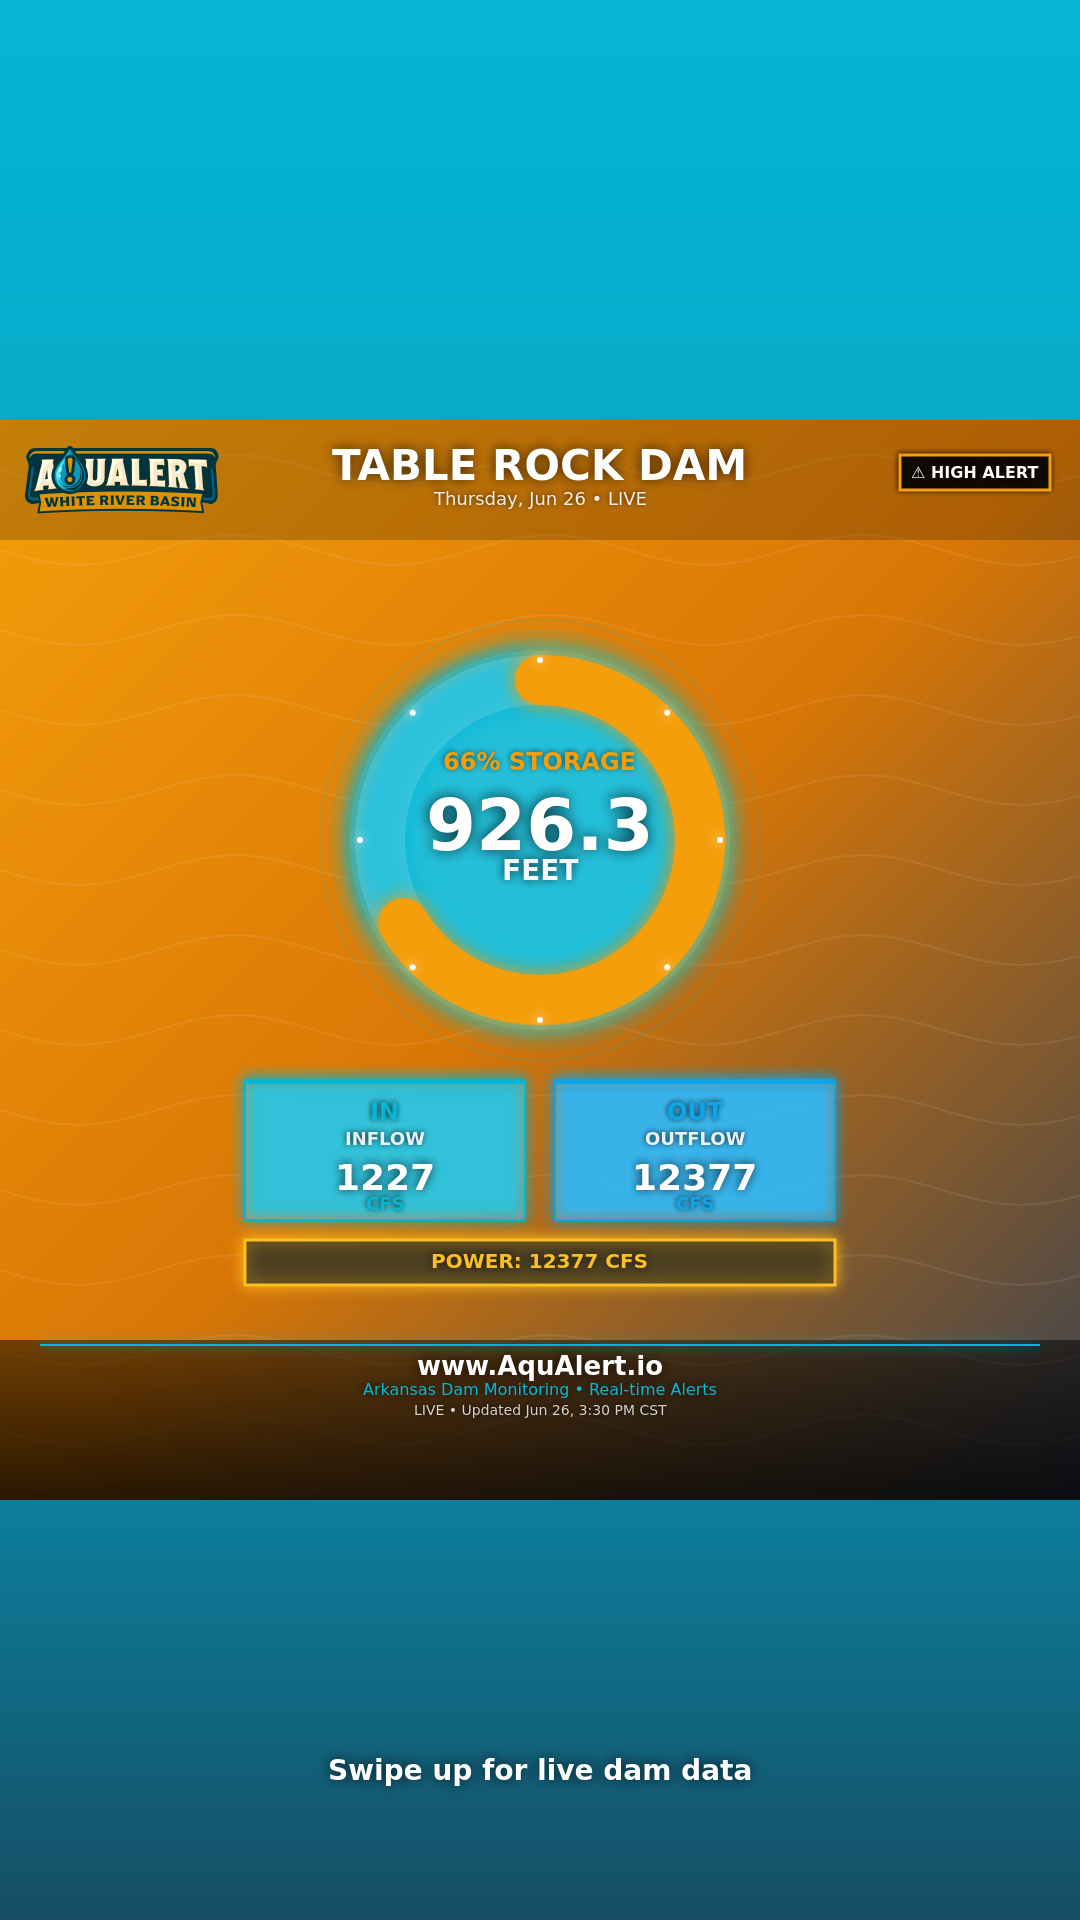 AQUALERT
WHITE RIVER BASIN
TABLE ROCK DAM
Thursday, Jun 26 • LIVE
⚠ HIGH ALERT
66% STORAGE
926.3
FEET
IN
INFLOW
1227
CFS
OUT
OUTFLOW
12377
CFS
POWER: 12377 CFS
www.AquAlert.io
Arkansas Dam Monitoring • Real-time Alerts
LIVE • Updated Jun 26, 3:30 PM CST
Swipe up for live dam data